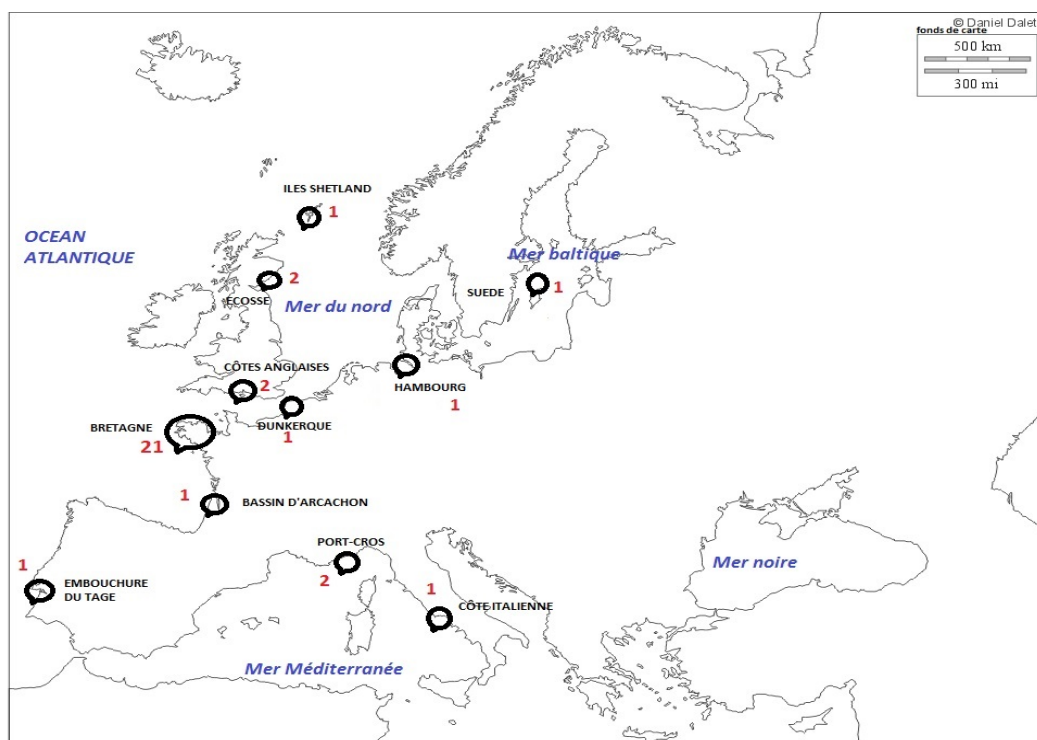 © Daniel Dalet
fonds de carte
500 km
300 mi
ILES SHETLAND
1
OCEAN
ATLANTIQUE
Mer baltique
2
1
SUEDE
ÉCOSSE
Mer du nord
CÔTES ANGLAISES
2
HAMBOURG
1
BRETAGNE
21
DUNKERQUE
1
1
BASSIN D'ARCACHON
PORT-CROS
2
Mer noire
1
EMBOUCHURE
DU TAGE
1
CÔTE ITALIENNE
Mer Méditerranée